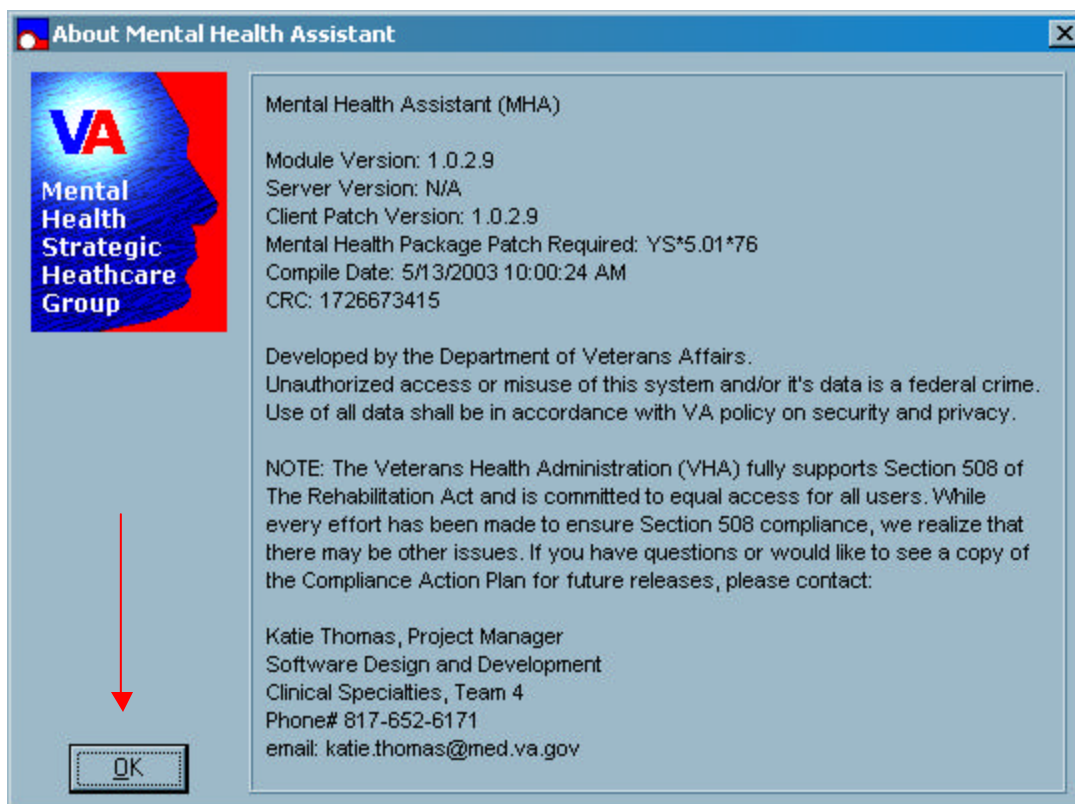 About Mental Health Assistant
VA
Mental
Health
Strategic
Heathcare
Group
Mental Health Assistant (MHA)
Module Version: 1.0.2.9
Server Version: N/A
Client Patch Version: 1.0.2.9
Mental Health Package Patch Required: YS*5.01*76
Compile Date: 5/13/2003 10:00:24 AM
CRC: 1726673415
Developed by the Department of Veterans Affairs.
Unauthorized access or misuse of this system and/or it's data is a federal crime.
Use of all data shall be in accordance with VA policy on security and privacy.
NOTE: The Veterans Health Administration (VHA) fully supports Section 508 of
The Rehabilitation Act and is committed to equal access for all users. While
every effort has been made to ensure Section 508 compliance, we realize that
there may be other issues. If you have questions or would like to see a copy of
the Compliance Action Plan for future releases, please contact:
Katie Thomas, Project Manager
Software Design and Development
Clinical Specialties, Team 4
Phone# 817-652-6171
email: katie.thomas@med.va.gov
OK